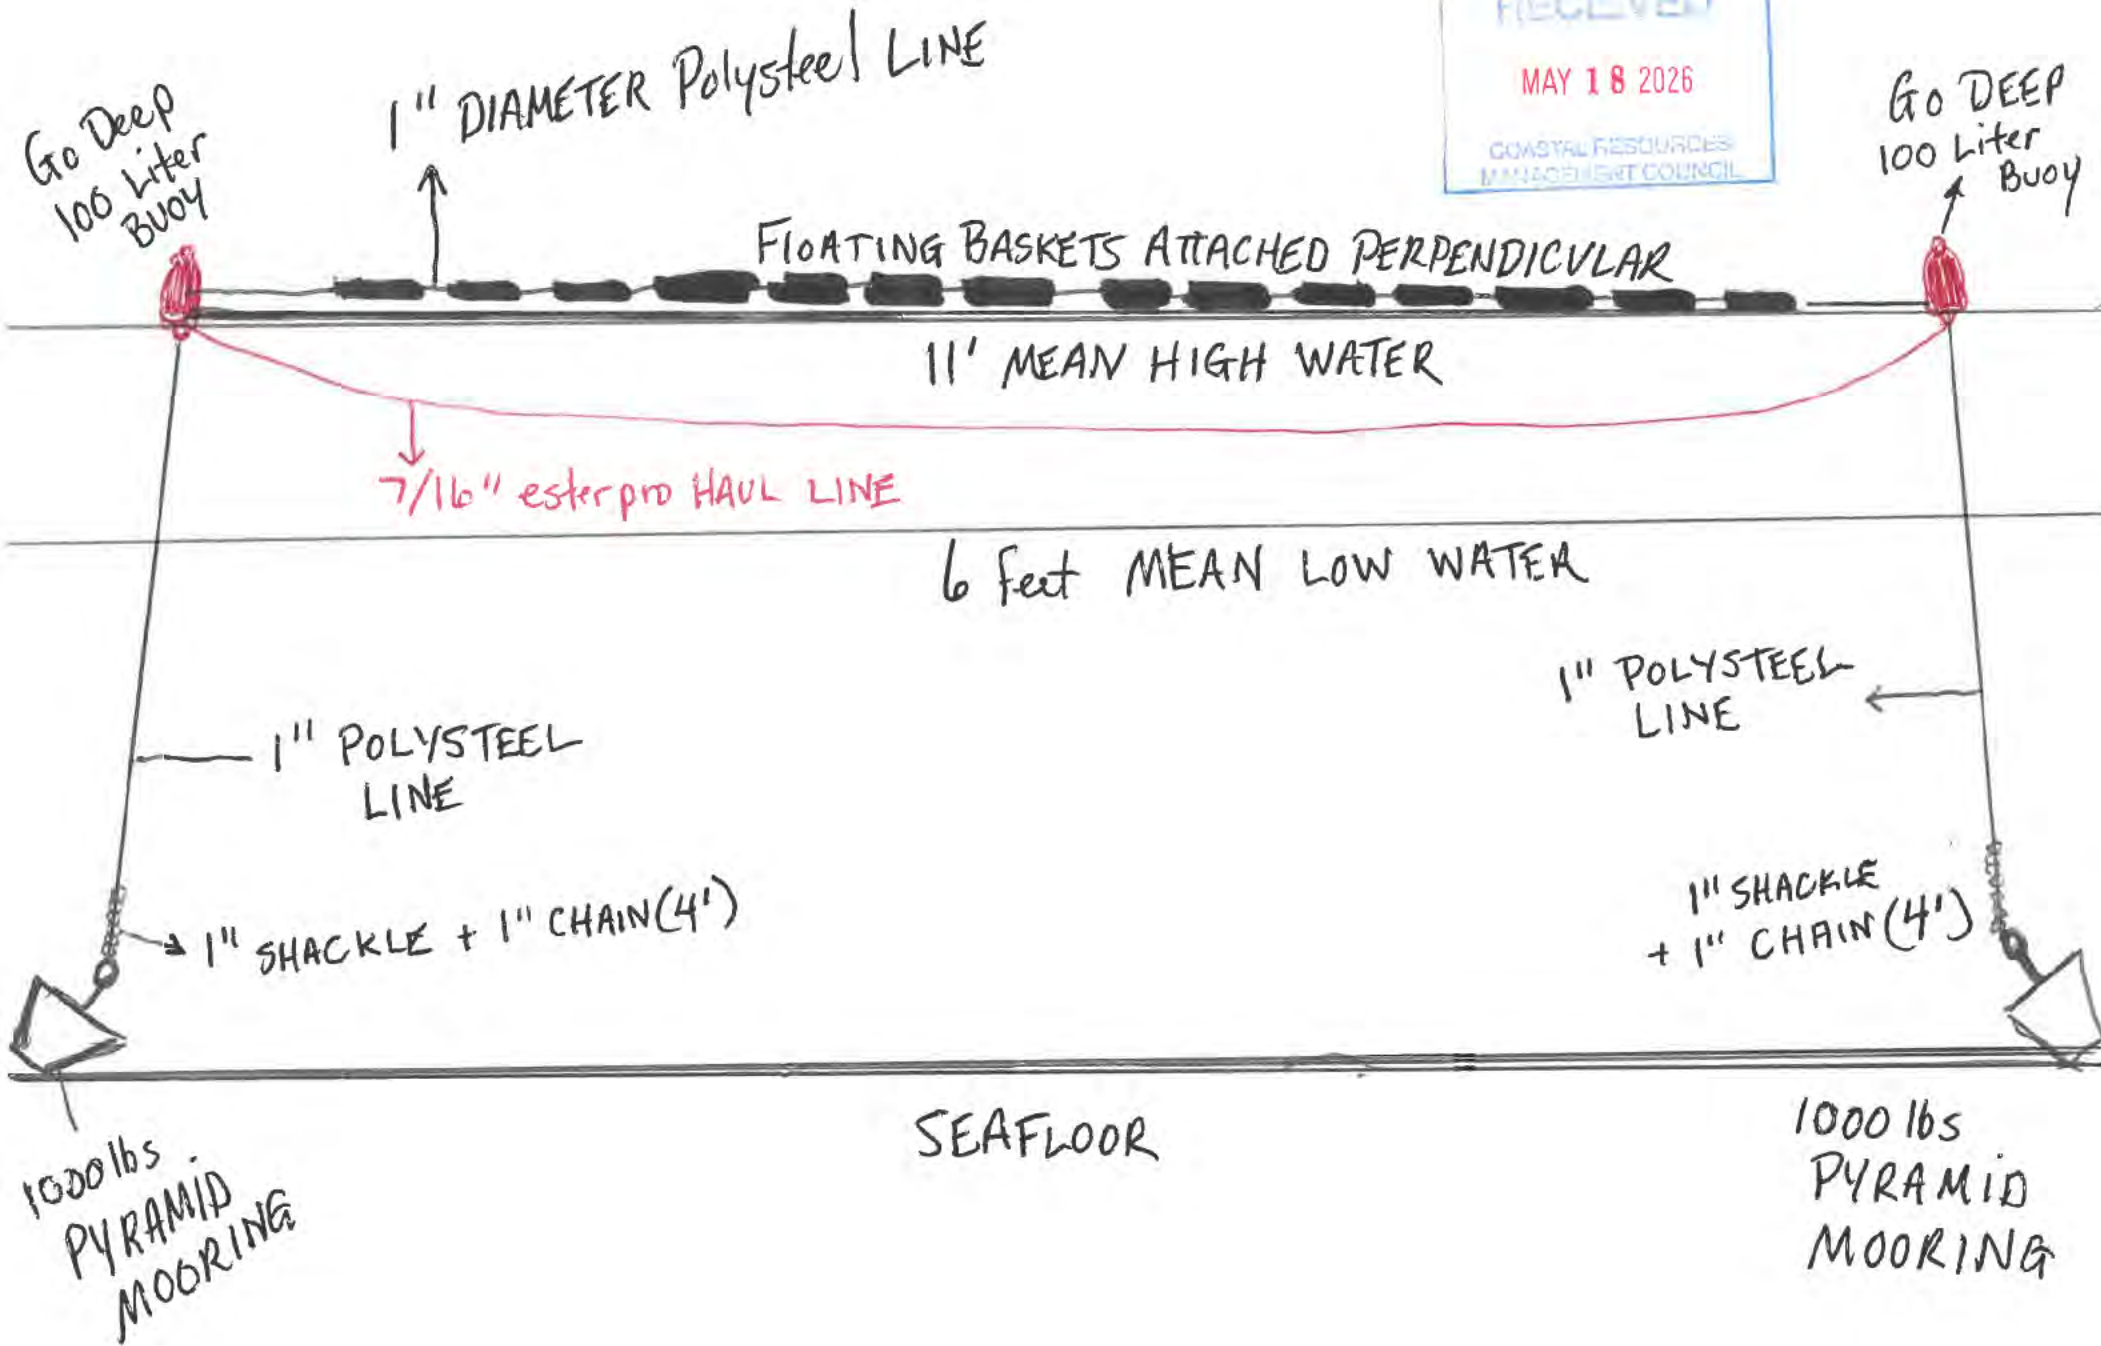 RECEIVED
MAY 18 2026
COASTAL RESOURCES
MANAGEMENT COUNCIL
Go Deep
100 Liter
BUOY
1" DIAMETER Polysteel LINE
Go DEEP
100 Liter
Buoy
FlOATING BASKETS ATTACHED PERPENDICULAR
11' MEAN HIGH WATER
7/16" esterpro HAUL LINE
6 feet MEAN LOW WATER
1" POLYSTEEL
LINE
1" POLYSTEEL
LINE
1" SHACKLE + 1" CHAIN (4')
1" SHACKLE
+ 1" CHAIN (4')
SEAFLOOR
1000 lbs.
PYRAMID
MOORING
1000 lbs
PYRAMiD
MOORING